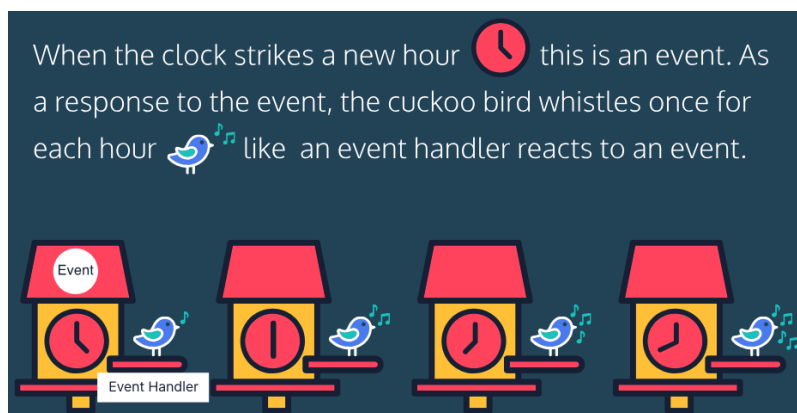 When the clock strikes a new hour this is an event. As
a response to the event, the cuckoo bird whistles once for
each hour like an event handler reacts to an event.
Event
Event Handler